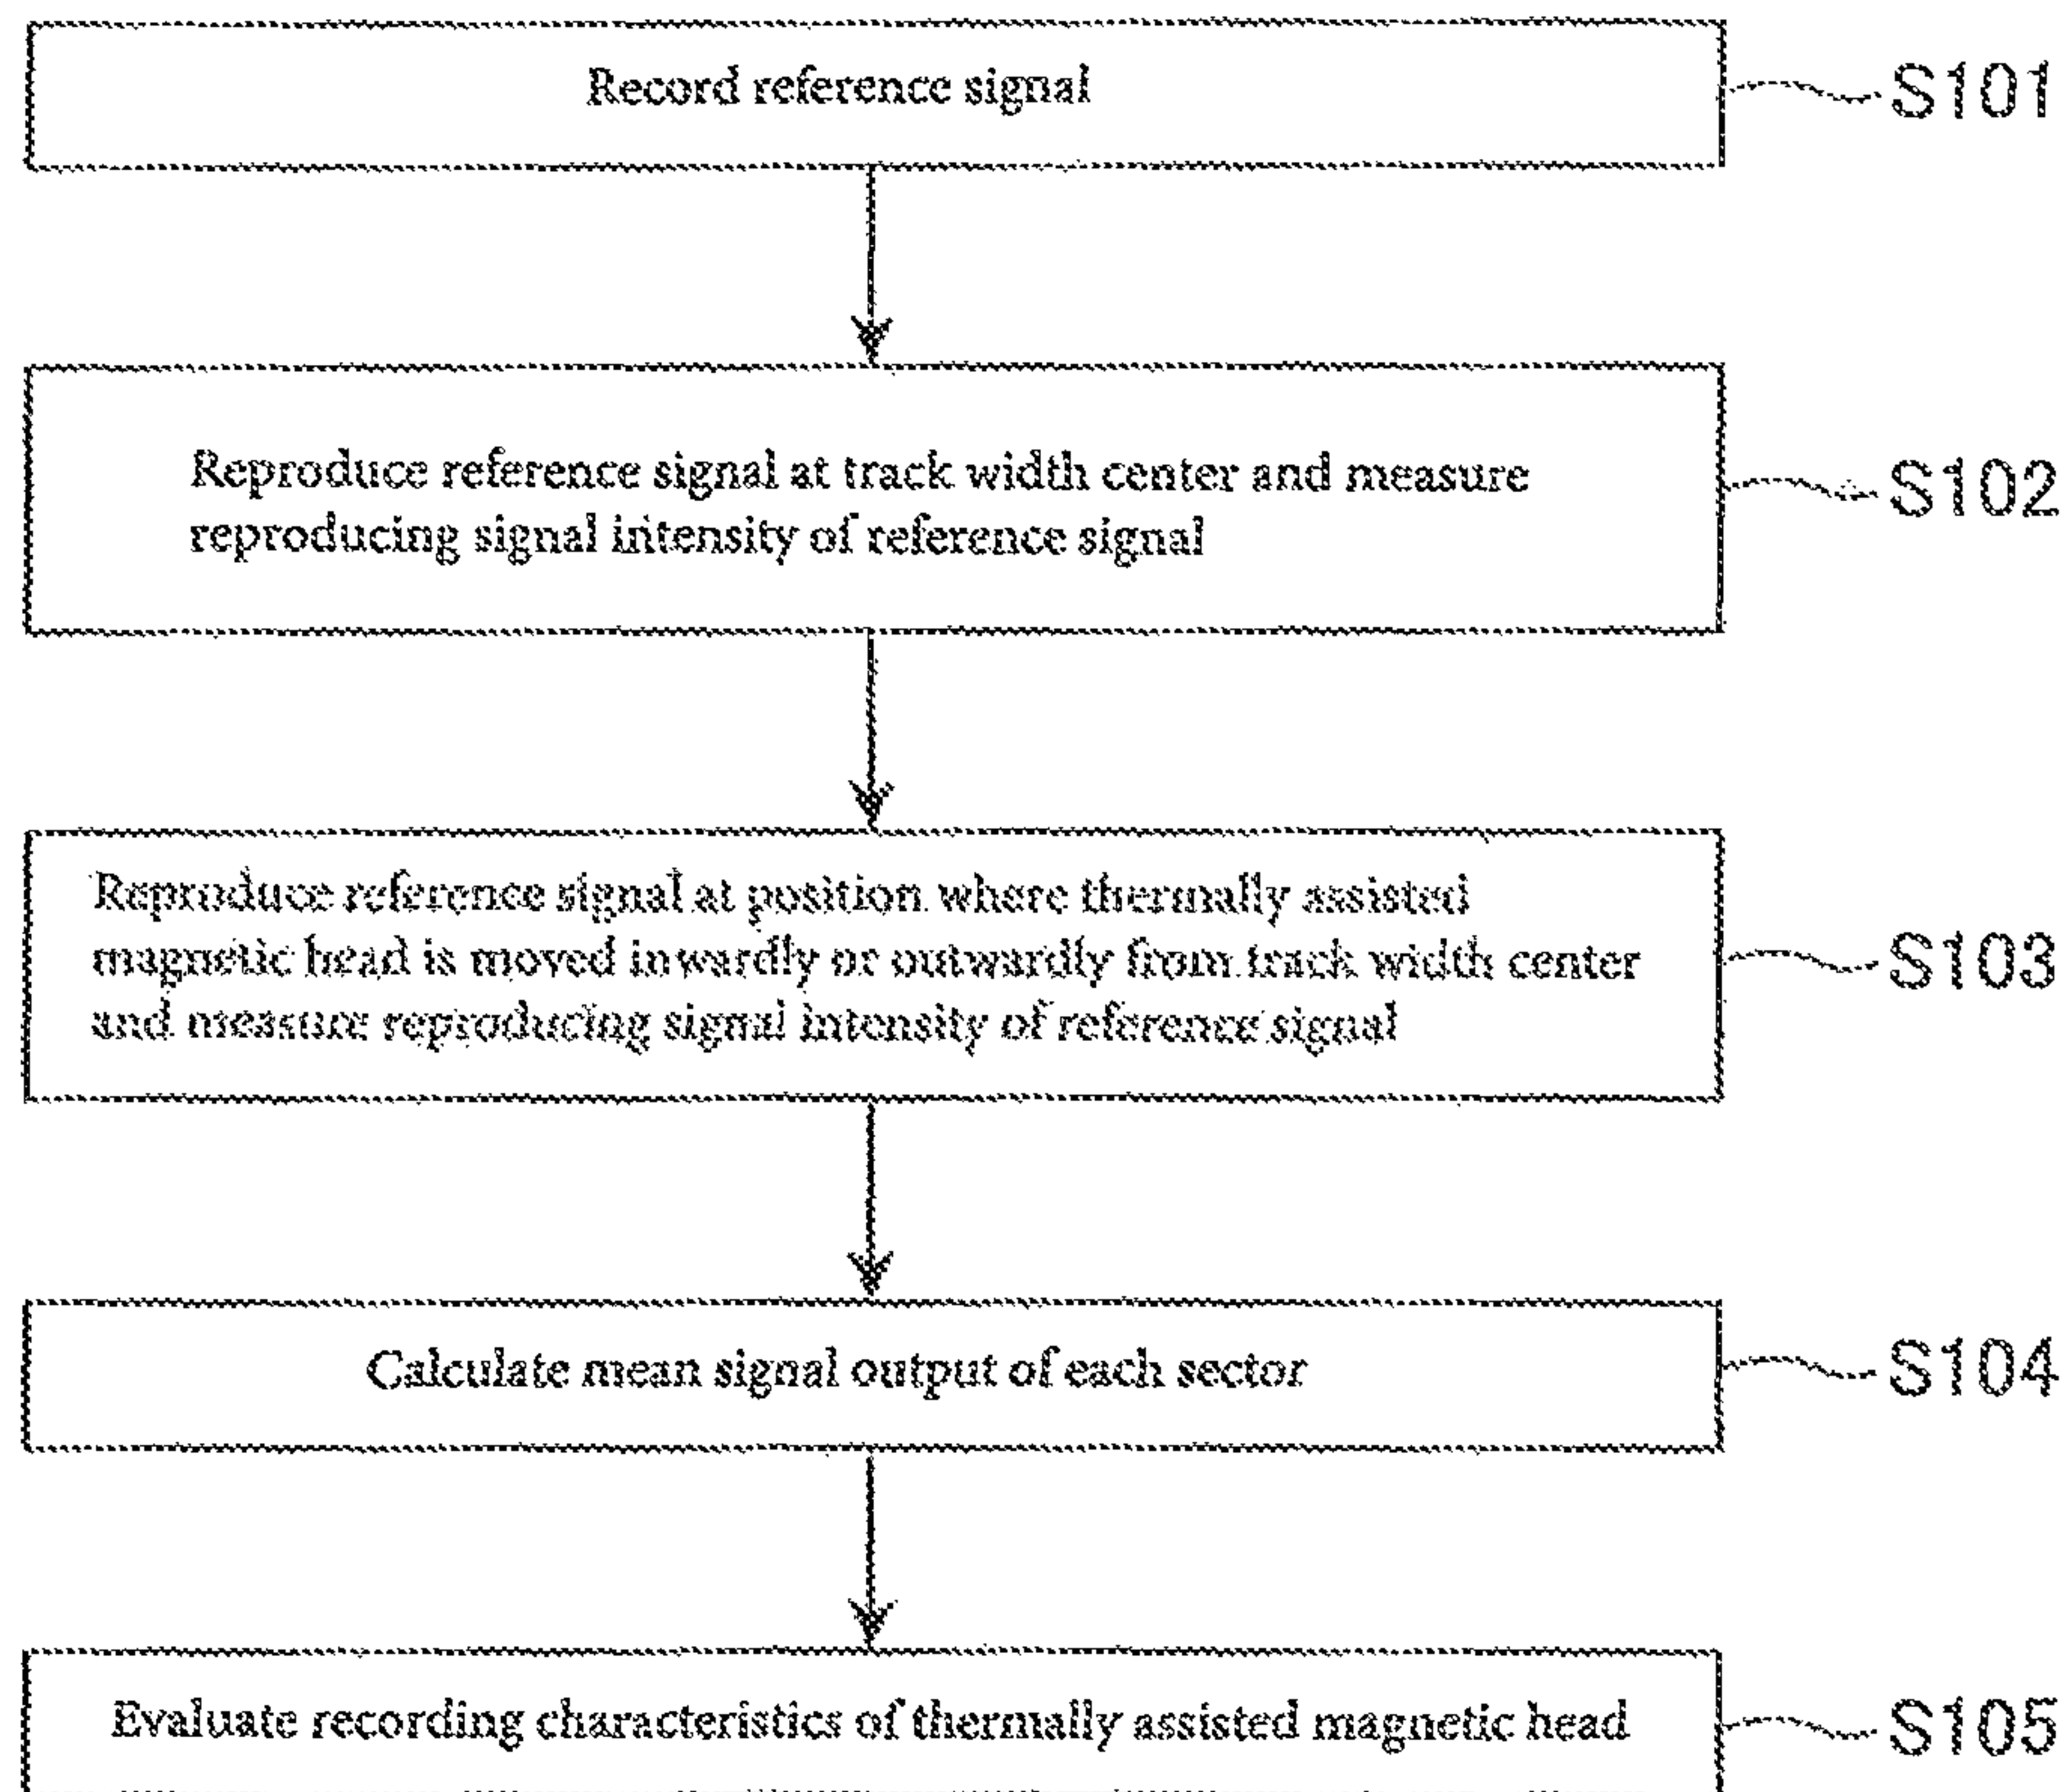 Record reference signal
S101
Reproduce reference signal at track width center and measure
reproducing signal intensity of reference signal
S102
Reproduce reference signal at position where thermally assisted
magnetic head is moved inwardly or outwardly from track width center
and measure reproducing signal intensity of reference signal
S103
Calculate mean signal output of each sector
S104
Evaluate recording characteristics of thermally assisted magnetic head
S105